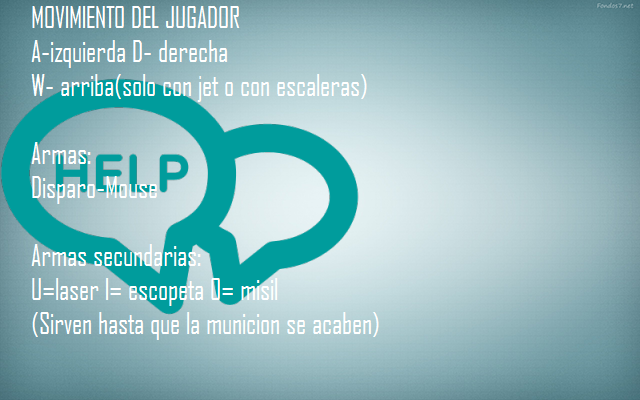 Fondos7.net
MOVIMIENTO DEL JUGADOR
A-izquierda D- derecha
W- arriba(solo con jet o con escaleras)
Armas:
HELP
Disparo-Mouse
Armas secundarias:
U=laser I= escopeta O= misil
(Sirven hasta que la municion se acaben)